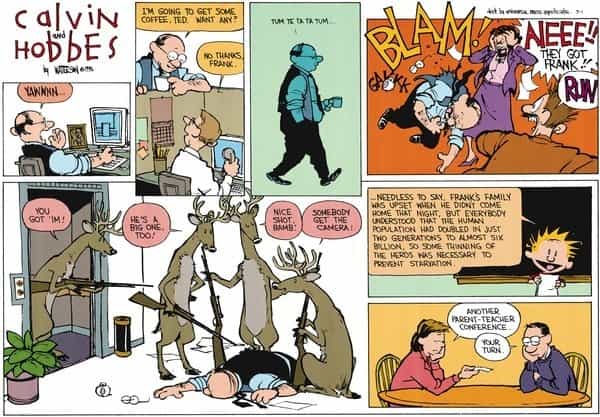 CALVIN
and
HOBBES
by WATTERSON
YAWNYN...
I'M GOING TO GET SOME
COFFEE, TED. WANT ANY?
NO THANKS,
FRANK.
TUM TE TA TA TUM...
BLAM!
GAKKK
AIEEE!!
THEY GOT
FRANK!!
RUN
YOU
GOT 'IM!
HE'S A
BIG ONE,
TOO!
NICE
SHOT,
BAMBI!
SOMEBODY
GET THE
CAMERA!
...NEEDLESS TO SAY, FRANK'S FAMILY
WAS UPSET WHEN HE DIDN'T COME
HOME THAT NIGHT, BUT EVERYBODY
UNDERSTOOD THAT THE HUMAN
POPULATION HAD DOUBLED IN JUST
TWO GENERATIONS TO ALMOST SIX
BILLION, SO SOME THINNING OF
THE HERDS WAS NECESSARY TO
PREVENT STARVATION.
ANOTHER
PARENT-TEACHER
CONFERENCE.
YOUR
TURN.